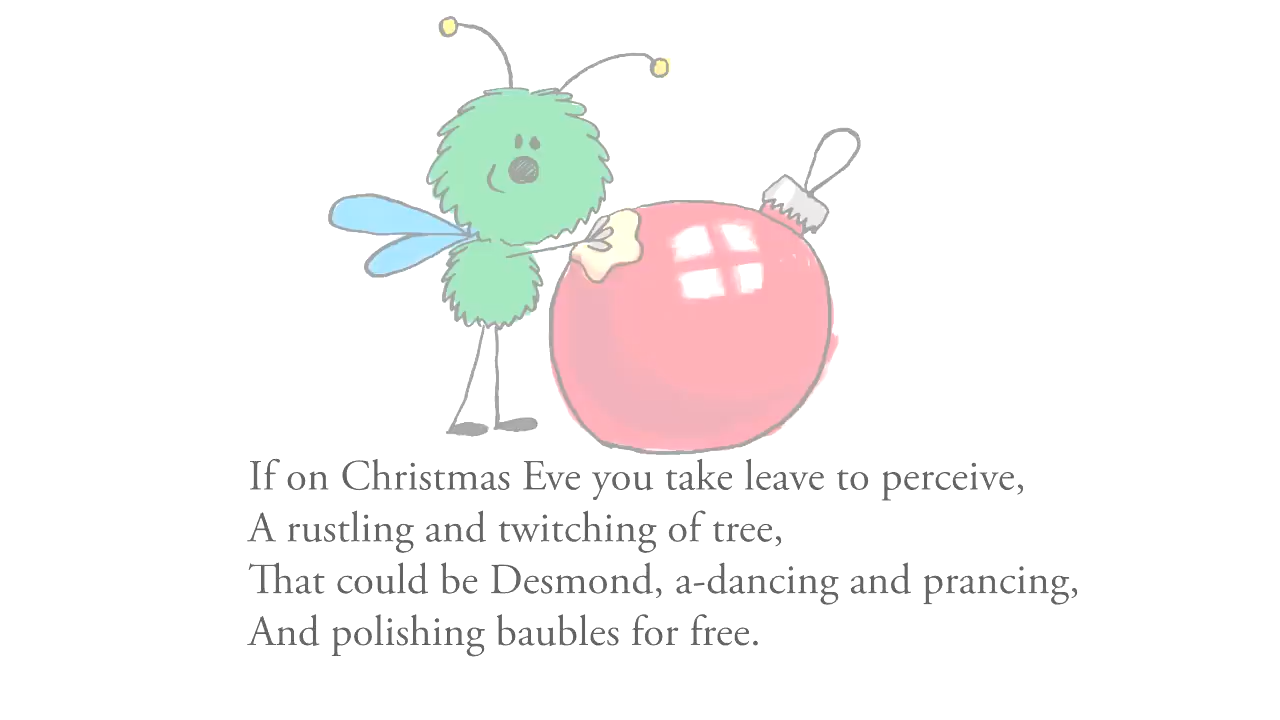 If on Christmas Eve you take leave to perceive,
A rustling and twitching of tree,
That could be Desmond, a-dancing and prancing,
And polishing baubles for free.